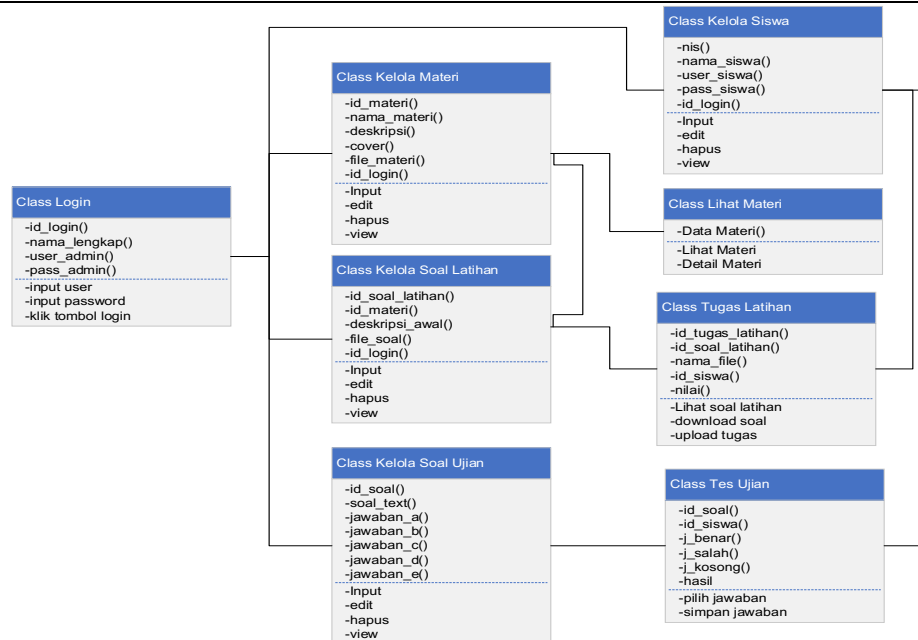 Class Login
-id_login()
-nama_lengkap()
-user_admin()
-pass_admin()
-input user
-input password
-klik tombol login
Class Kelola Materi
-id_materi()
-nama_materi()
-deskripsi()
-cover()
-file_materi()
-id_login()
-Input
-edit
-hapus
-view
Class Kelola Soal Latihan
-id_soal_latihan()
-id_materi()
-deskripsi_awal()
-file_soal()
-id_login()
-Input
-edit
-hapus
-view
Class Kelola Soal Ujian
-id_soal()
-soal_text()
-jawaban_a()
-jawaban_b()
-jawaban_c()
-jawaban_d()
-jawaban_e()
-Input
-edit
-hapus
-view
Class Kelola Siswa
-nis()
-nama_siswa()
-user_siswa()
-pass_siswa()
-id_login()
-Input
-edit
-hapus
-view
Class Lihat Materi
-Data Materi()
-Lihat Materi
-Detail Materi
Class Tugas Latihan
-id_tugas_latihan()
-id_soal_latihan()
-nama_file()
-id_siswa()
-nilai()
-Lihat soal latihan
-download soal
-upload tugas
Class Tes Ujian
-id_soal()
-id_siswa()
-j_benar()
-j_salah()
-j_kosong()
-hasil
-pilih jawaban
-simpan jawaban